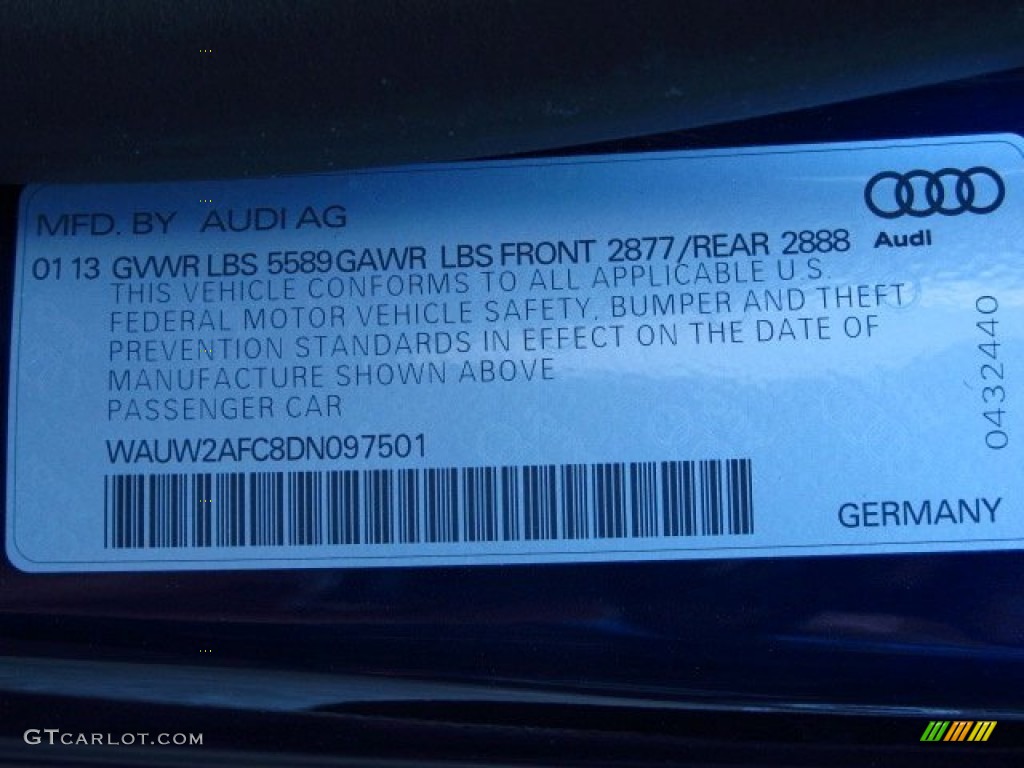 MFD. BY AUDI AG
Audi
01 13 GVWR LBS 5589 GAWR LBS FRONT 2877/REAR 2888
THIS VEHICLE CONFORMS TO ALL APPLICABLE U.S.
FEDERAL MOTOR VEHICLE SAFETY, BUMPER AND THEFT
PREVENTION STANDARDS IN EFFECT ON THE DATE OF
MANUFACTURE SHOWN ABOVE
PASSENGER CAR
WAUW2AFC8DN097501
04324440
GERMANY
GTCARLOT.COM